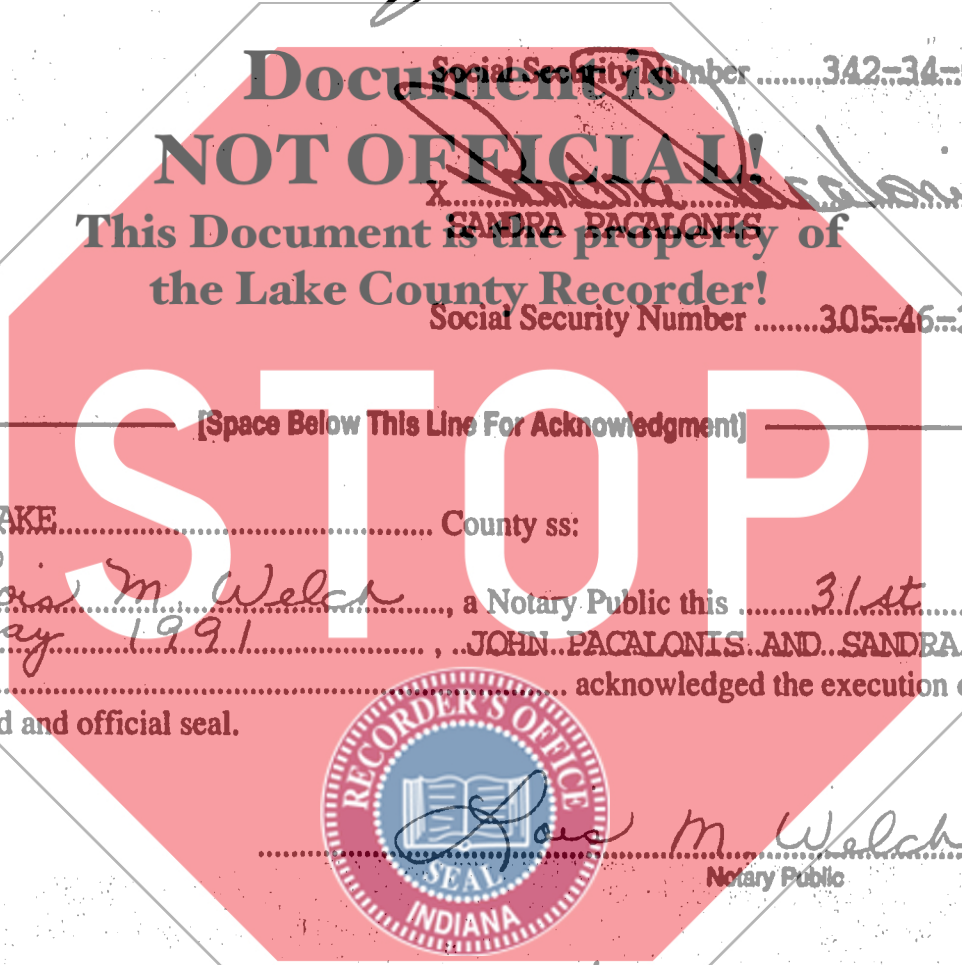 Document is
Social Security Number ........ 342-34-
NOT OFFICIAL!
x Sandra Pacalonis
SANDRA PACALONIS
This Document is the property of
the Lake County Recorder!
Social Security Number ........ 305-46-
STOP
[Space Below This Line For Acknowledgment]
AKE ........ County ss:
ois M. Welch ........, a Notary Public this ........ 31st
ay 1991 ........, JOHN PACALONIS AND SANDRA
........ acknowledged the execution
d and official seal.
RECORDER'S OFFICE
Lois M Welch
SEAL
Notary Public
INDIANA